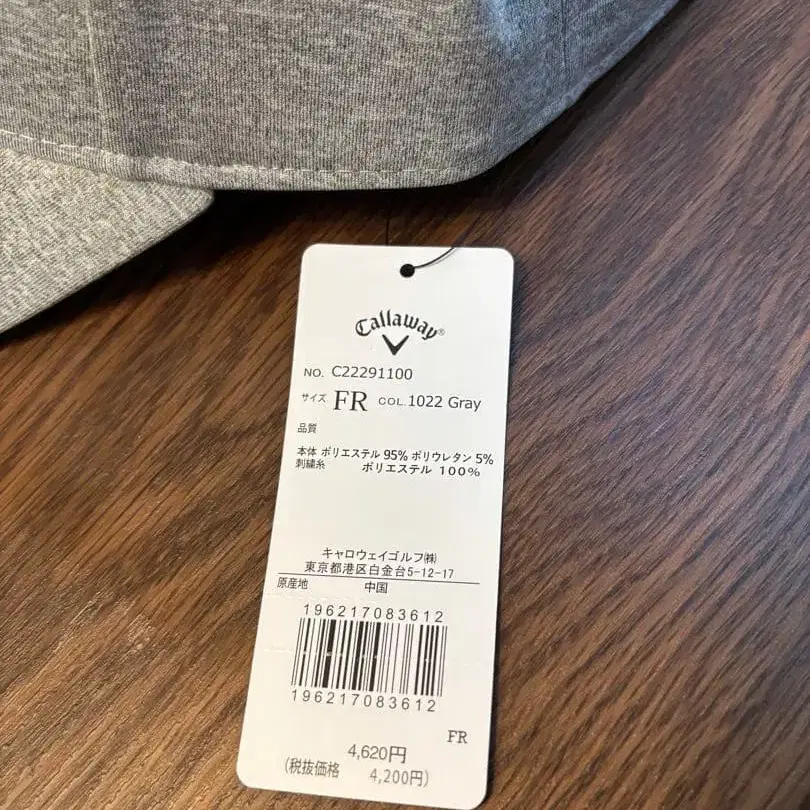 Callaway®
NO. C22291100
サイズ FR COL.1022 Gray
品質
本体 ポリエステル 95% ポリウレタン 5%
刺繍糸 ポリエステル 100%
キャロウェイゴルフ㈱
東京都港区白金台5-12-17
原産地 中国
196217083612
196217083612
FR
4,620円
(税抜価格 4,200円)